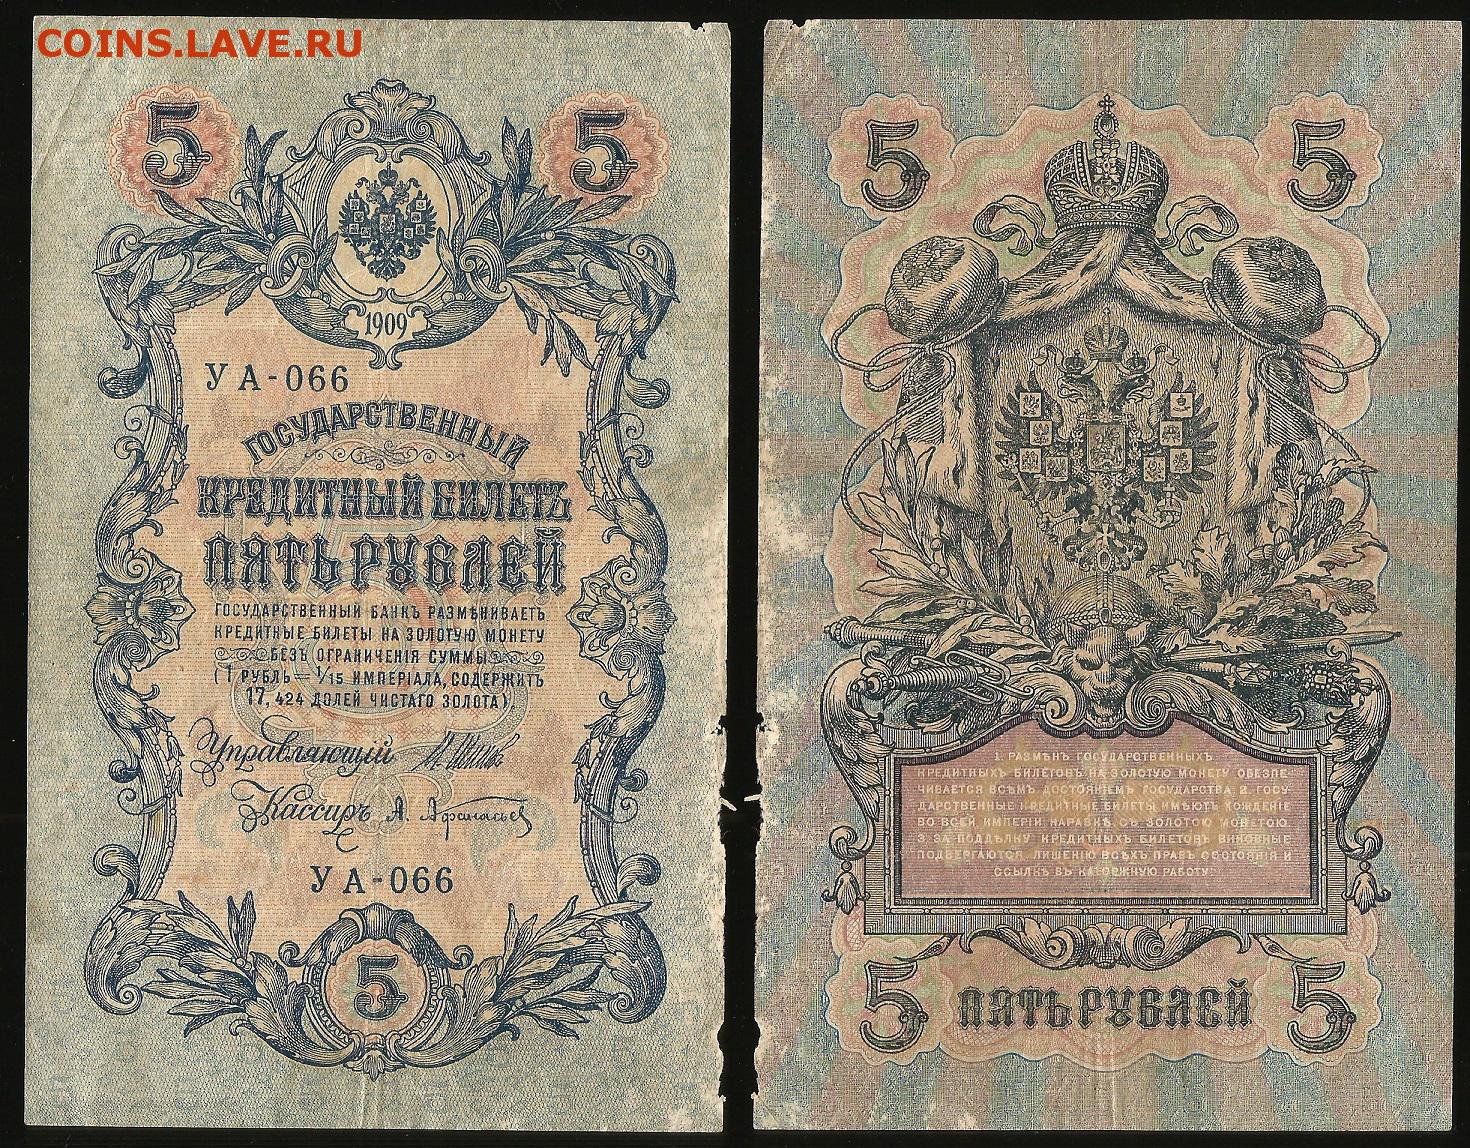 COINS.LAVE.RU
5 5
1909
УА-066
ГОСУДАРСТВЕННЫЙ
КРЕДИТНЫЙ БИЛЕТЪ
ПЯТЬ РУБЛЕЙ
ГОСУДАРСТВЕННЫЙ БАНКЪ РАЗМѢНИВАЕТЪ
КРЕДИТНЫЕ БИЛЕТЫ НА ЗОЛОТУЮ МОНЕТУ
БЕЗЪ ОГРАНИЧЕНІЯ СУММЫ
(1 РУБЛЬ — 1/15 ИМПЕРІАЛА, СОДЕРЖИТЪ
17,424 ДОЛЕЙ ЧИСТАГО ЗОЛОТА).
Управляющій
Кассиръ А. Афанасьев
УА-066
5
5 5
1. РАЗМѢНЪ ГОСУДАРСТВЕННЫХЪ
КРЕДИТНЫХЪ БИЛЕТОВЪ НА ЗОЛОТУЮ МОНЕТУ ОБЕЗПЕ-
ЧИВАЕТСЯ ВСѢМЪ ДОСТОЯНІЕМЪ ГОСУДАРСТВА. 2. ГОСУ-
ДАРСТВЕННЫЕ КРЕДИТНЫЕ БИЛЕТЫ ИМѢЮТЪ ХОЖДЕНІЕ
ВО ВСЕЙ ИМПЕРІИ НАРАВНѢ СЪ ЗОЛОТОЮ МОНЕТОЮ.
3. ЗА ПОДДѢЛКУ КРЕДИТНЫХЪ БИЛЕТОВЪ ВИНОВНЫЕ
ПОДВЕРГАЮТСЯ ЛИШЕНІЮ ВСѢХЪ ПРАВЪ СОСТОЯНІЯ И
ССЫЛКѢ ВЪ КАТОРЖНУЮ РАБОТУ.
5 ПЯТЬ РУБЛЕЙ 5